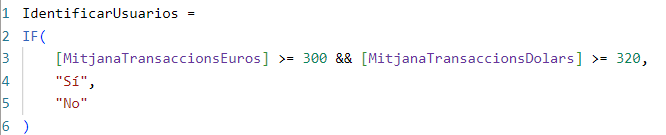 1 IdentificarUsuarios =
2 IF(
3 [MitjanaTransaccionsEuros] >= 300 && [MitjanaTransaccionsDolars] >= 320,
4 "Sí",
5 "No"
6 )